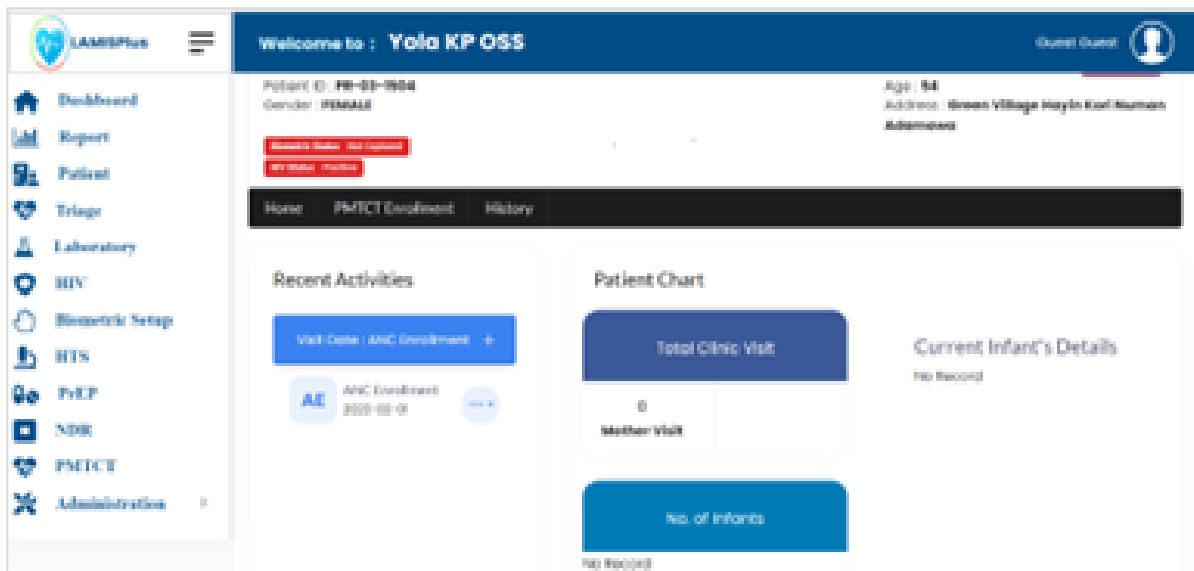 LAMISPlus
Welcome to : Yola KP OSS
Guest Guest
Dashboard
Report
Patient
Triage
Laboratory
HIV
Biometric Setup
HTS
PrEP
NDR
PMTCT
Administration
Patient ID : PR-03-1504
Gender : FEMALE
Age : 54
Address : Green Village Hayin Kari Numan
Adamawa
Biometric Status : Not Captured
HIV Status : Positive
Home PMTCT Enrollment History
Recent Activities
Visit Date : ANC Enrollment +
AE
ANC Enrollment
Patient Chart
Total Clinic Visit
0
Mother Visit
No. of Infants
No Record
Current Infant's Details
No Record